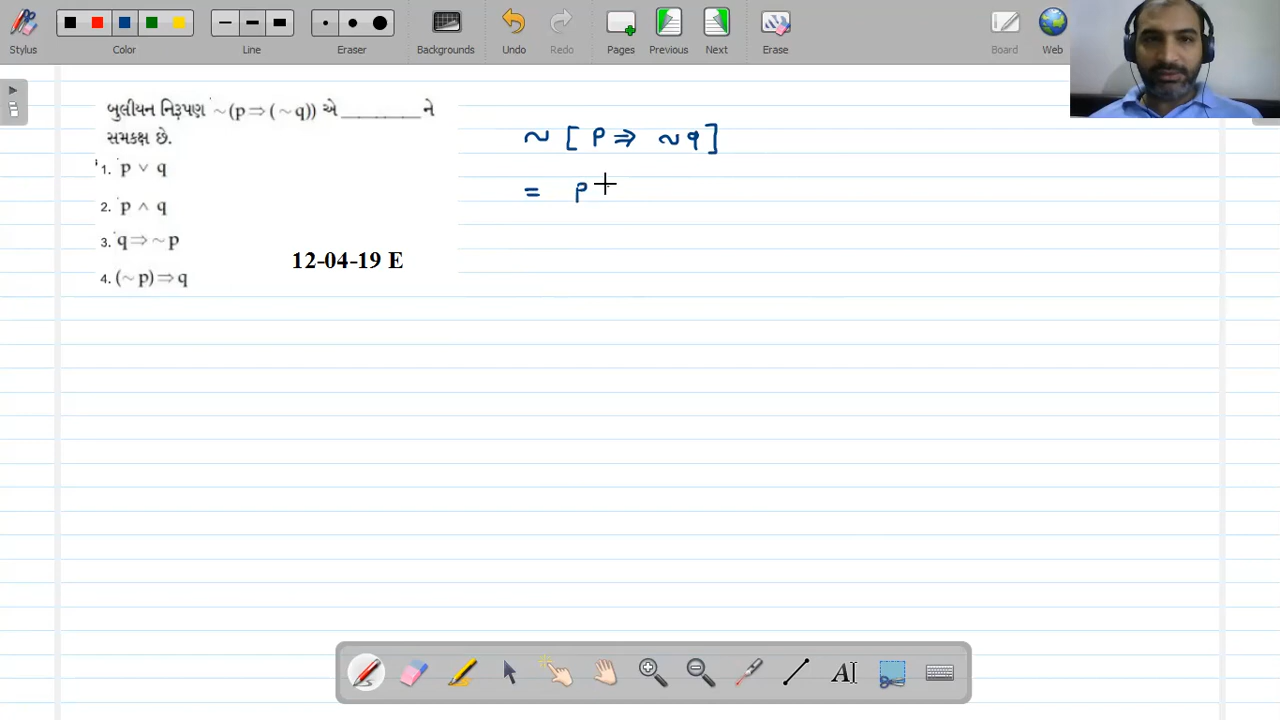 Stylus Color Line Eraser Backgrounds Undo Redo Pages Previous Next Erase Board Web
બુલીયન નિરૂપણ ~(p⇒(~q)) એ ________ ને
સમકક્ષ છે.
1. p ∨ q
2. p ∧ q
3. q⇒~p
4. (~p)⇒q
12-04-19 E
~ [ p ⇒ ~q ]
= p